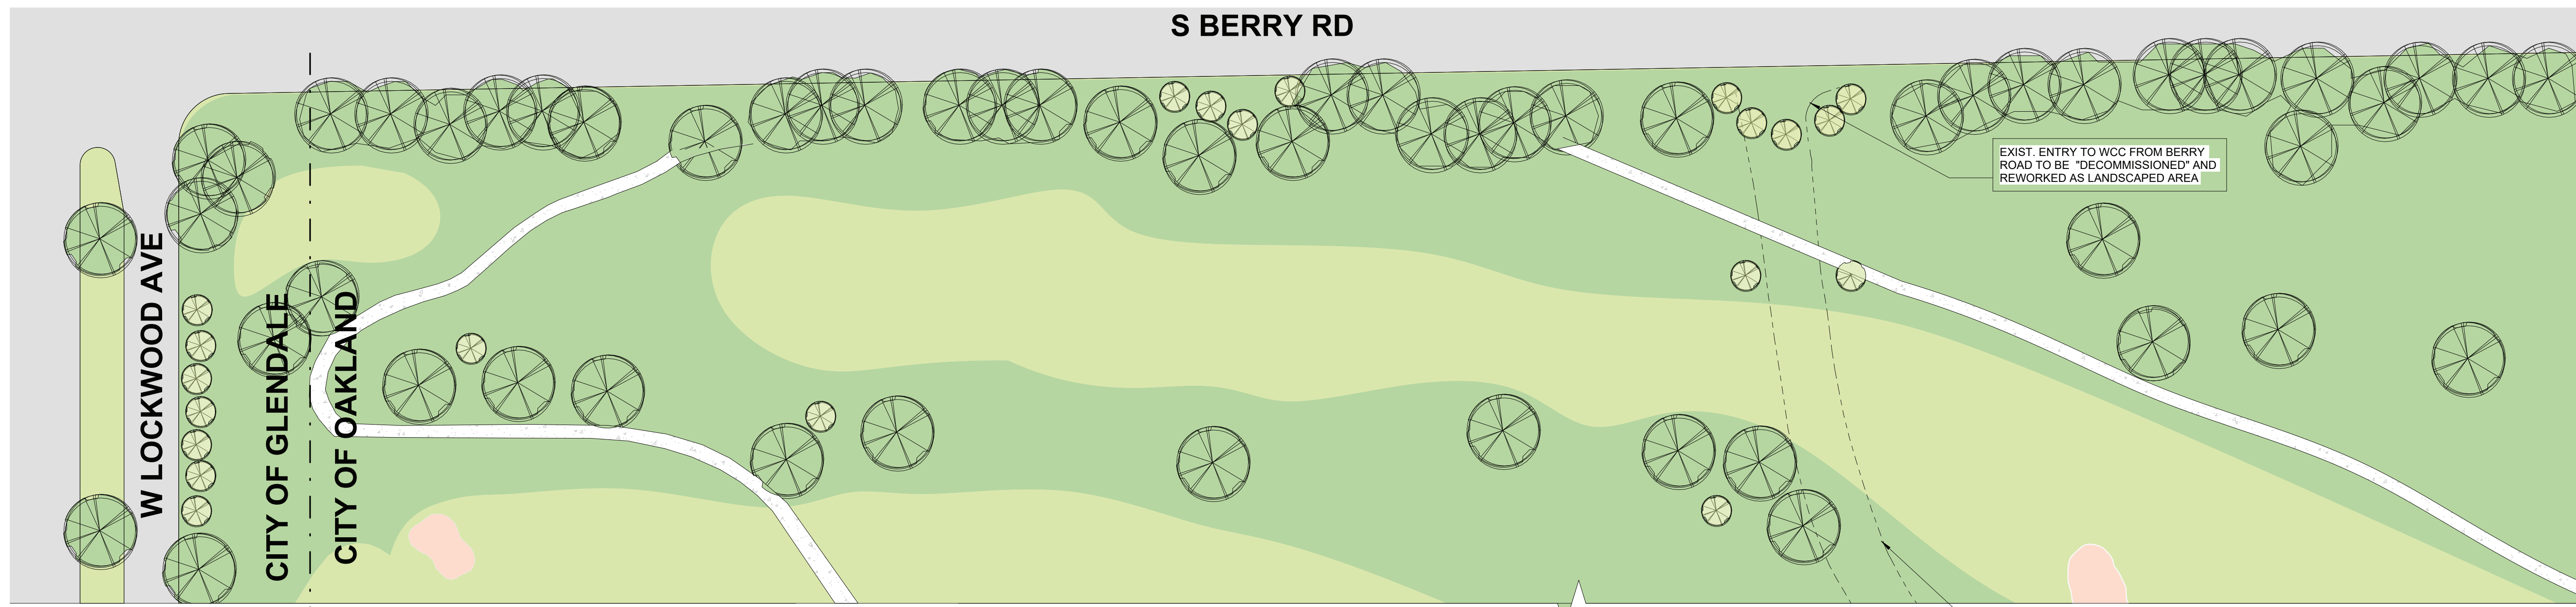 S BERRY RD
EXIST. ENTRY TO WCC FROM BERRY
ROAD TO BE "DECOMMISSIONED" AND
REWORKED AS LANDSCAPED AREA
W LOCKWOOD AVE
CITY OF GLENDALE
CITY OF OAKLAND